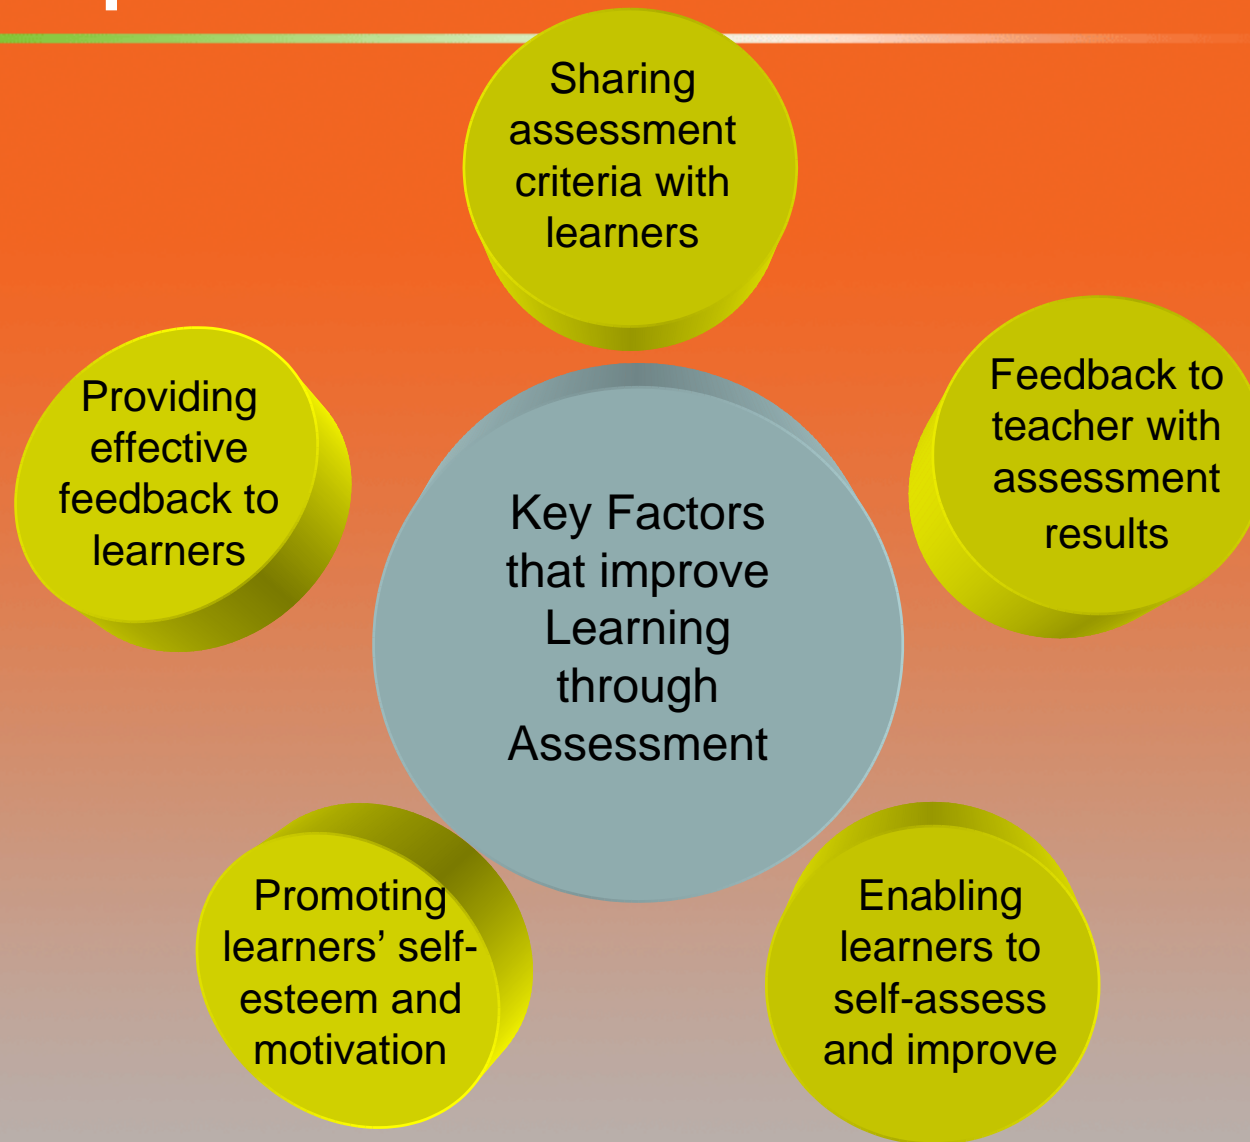 Sharing
assessment
criteria with
learners
Feedback to
teacher with
assessment
results
Providing
effective
feedback to
learners
Key Factors
that improve
Learning
through
Assessment
Promoting
learners’ self-
esteem and
motivation
Enabling
learners to
self-assess
and improve